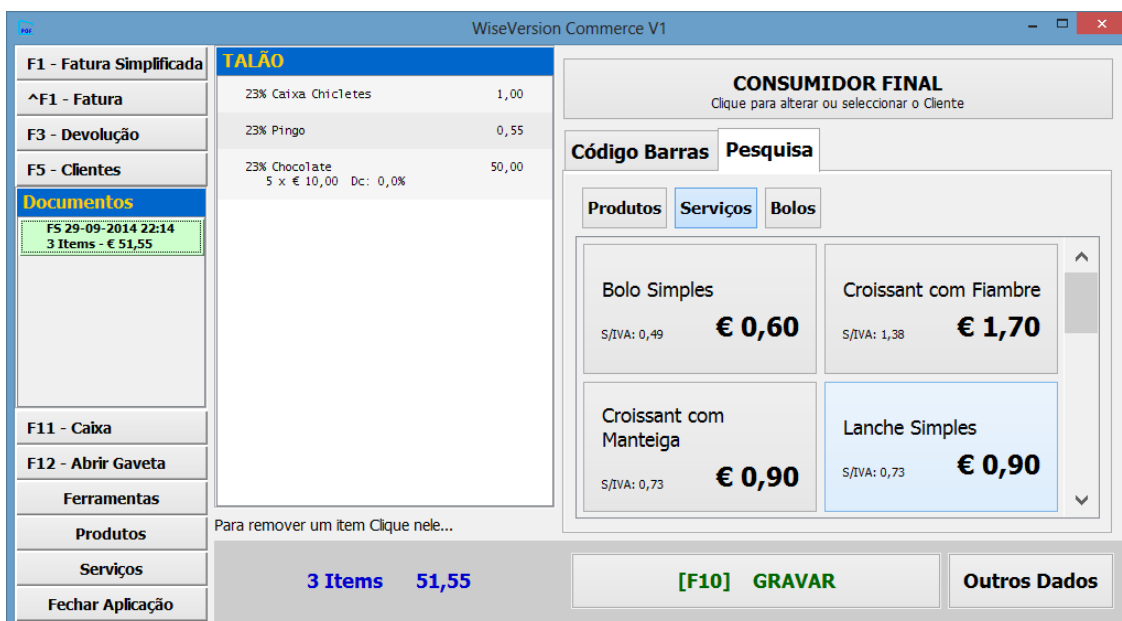 PDF
WiseVersion Commerce V1
F1 - Fatura Simplificada
^F1 - Fatura
F3 - Devolução
F5 - Clientes
Documentos
FS 29-09-2014 22:14
3 Items - € 51,55
F11 - Caixa
F12 - Abrir Gaveta
Ferramentas
Produtos
Serviços
Fechar Aplicação
TALÃO
23% Caixa Chicletes 1,00
23% Pingo 0,55
23% Chocolate 50,00
5 x € 10,00 Dc: 0,0%
Para remover um item Clique nele...
3 Items 51,55
CONSUMIDOR FINAL
Clique para alterar ou seleccionar o Cliente
Código Barras Pesquisa
Produtos Serviços Bolos
Bolo Simples
S/IVA: 0,49 € 0,60
Croissant com Fiambre
S/IVA: 1,38 € 1,70
Croissant com
Manteiga
S/IVA: 0,73 € 0,90
Lanche Simples
S/IVA: 0,73 € 0,90
[F10] GRAVAR
Outros Dados